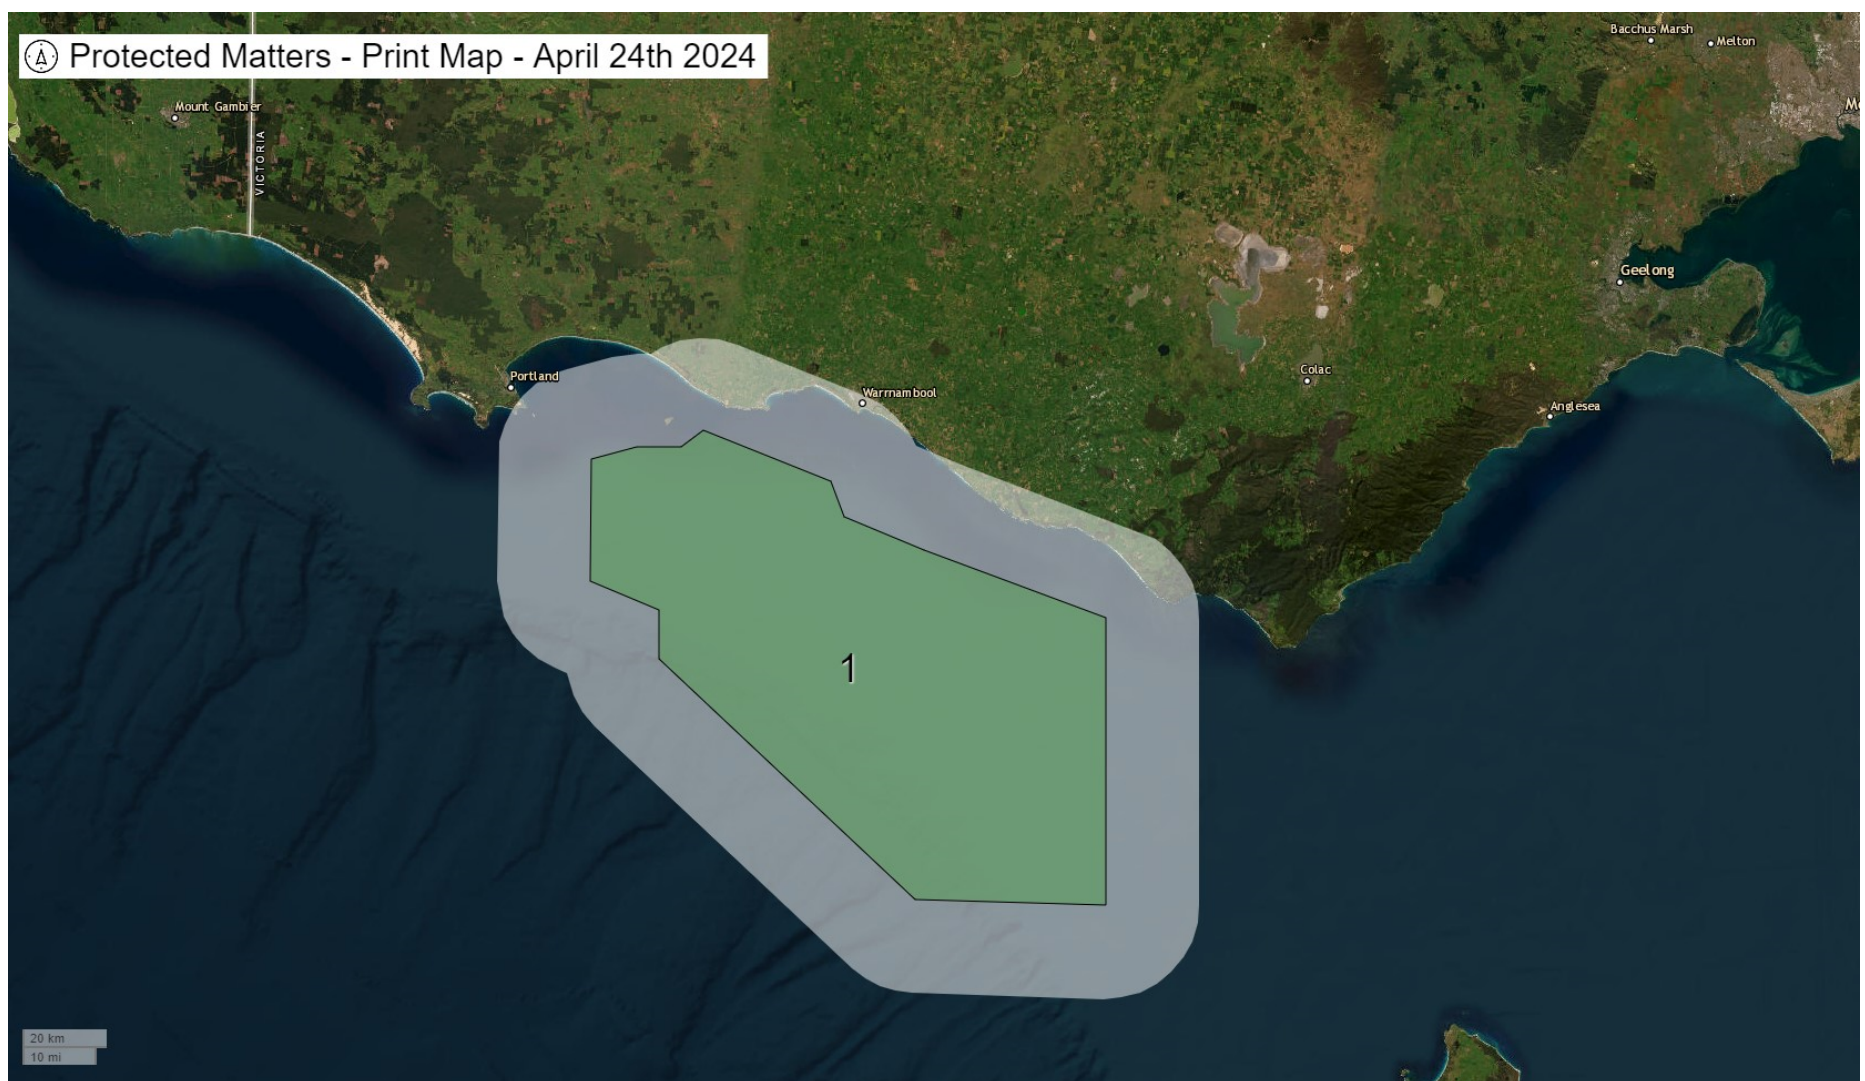 Protected Matters - Print Map - April 24th 2024
Bacchus Marsh
Melton
Mount Gambier
VICTORIA
Geelong
Portland
Colac
Warrnambool
Anglesea
1
20 km
10 mi